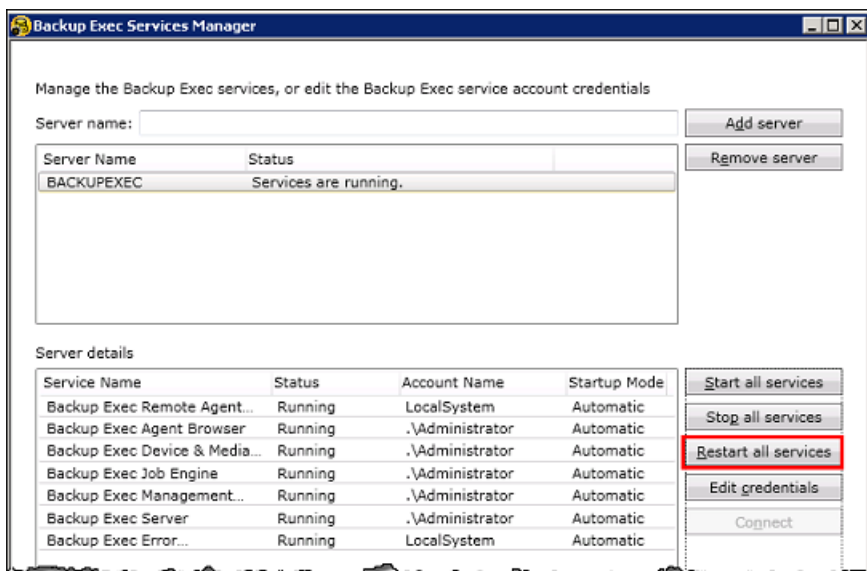 Backup Exec Services Manager
Manage the Backup Exec services, or edit the Backup Exec service account credentials
Server name:
Add server
Server Name Status
Remove server
BACKUPEXEC Services are running.
Server details
Service Name Status Account Name Startup Mode
Start all services
Backup Exec Remote Agent... Running LocalSystem Automatic
Backup Exec Agent Browser Running .\Administrator Automatic
Stop all services
Backup Exec Device & Media... Running .\Administrator Automatic
Restart all services
Backup Exec Job Engine Running .\Administrator Automatic
Edit credentials
Backup Exec Management... Running .\Administrator Automatic
Backup Exec Server Running .\Administrator Automatic
Connect
Backup Exec Error... Running LocalSystem Automatic